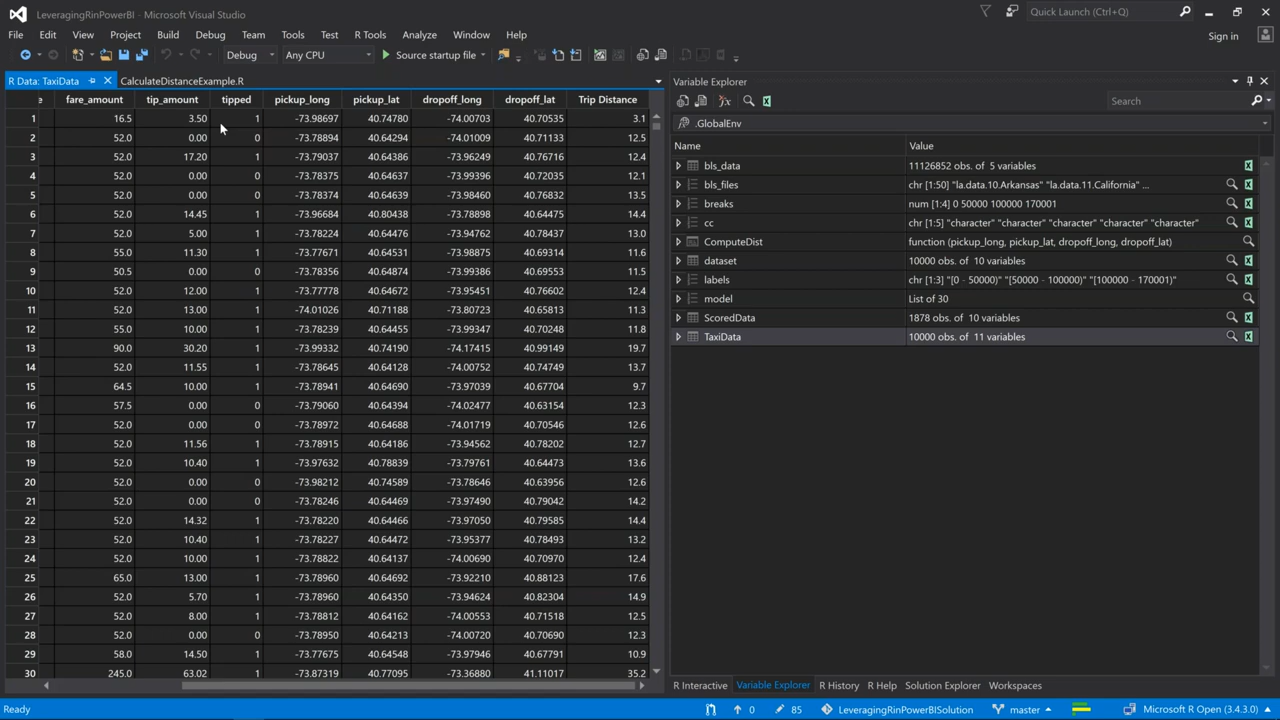 LeveragingRinPowerBI - Microsoft Visual Studio
Quick Launch (Ctrl+Q)
File Edit View Project Build Debug Team Tools Test R Tools Analyze Window Help
Sign in
Debug Any CPU Source startup file
R Data: TaxiData CalculateDistanceExample.R
e fare_amount tip_amount tipped pickup_long pickup_lat dropoff_long dropoff_lat Trip Distance
1 16.5 3.50 1 -73.98697 40.74780 -74.00703 40.70535 3.1
2 52.0 0.00 0 -73.78894 40.64294 -74.01009 40.71133 12.5
3 52.0 17.20 1 -73.79037 40.64386 -73.96249 40.76716 12.4
4 52.0 0.00 0 -73.78375 40.64637 -73.99396 40.72035 12.1
5 52.0 0.00 0 -73.78374 40.64639 -73.98460 40.76832 13.5
6 52.0 14.45 1 -73.96684 40.80438 -73.78898 40.64475 14.4
7 52.0 5.00 1 -73.78224 40.64476 -73.94762 40.78437 13.0
8 55.0 11.30 1 -73.77671 40.64531 -73.98875 40.69314 11.6
9 50.5 0.00 0 -73.78356 40.64874 -73.99386 40.69553 11.5
10 52.0 12.00 1 -73.77778 40.64672 -73.95451 40.76602 12.4
11 52.0 13.00 1 -74.01026 40.71188 -73.80723 40.65813 11.3
12 55.0 10.00 1 -73.78239 40.64455 -73.99347 40.70248 11.8
13 90.0 30.20 1 -73.99332 40.74190 -74.17415 40.99149 19.7
14 52.0 11.55 1 -73.78645 40.64128 -74.00752 40.74749 13.7
15 64.5 10.00 1 -73.78941 40.64690 -73.97039 40.67704 9.7
16 57.5 0.00 0 -73.79060 40.64394 -74.02477 40.63154 12.3
17 52.0 0.00 0 -73.78972 40.64688 -74.01719 40.70546 12.6
18 52.0 11.56 1 -73.78915 40.64186 -73.94562 40.78202 12.7
19 52.0 10.40 1 -73.97632 40.78839 -73.79761 40.64473 13.6
20 52.0 0.00 0 -73.98212 40.74589 -73.78646 40.63956 12.6
21 52.0 0.00 0 -73.78246 40.64469 -73.97490 40.79042 14.2
22 52.0 14.32 1 -73.78220 40.64466 -73.97050 40.79585 14.4
23 52.0 10.40 1 -73.78227 40.64472 -73.95377 40.78493 13.2
24 52.0 10.00 1 -73.78822 40.64137 -74.00690 40.70970 12.4
25 65.0 13.00 1 -73.78960 40.64692 -73.92210 40.88123 17.6
26 52.0 5.70 1 -73.78960 40.64350 -73.94624 40.82304 14.9
27 52.0 8.00 1 -73.78812 40.64162 -74.00553 40.71518 12.5
28 52.0 0.00 0 -73.78950 40.64213 -74.00720 40.70690 12.3
29 58.0 14.50 1 -73.77675 40.64548 -73.97946 40.67791 10.9
30 245.0 63.02 1 -73.87319 40.77095 -73.36880 41.11017 35.2
Variable Explorer
Search
.GlobalEnv
Name Value
bls_data 11126852 obs. of 5 variables
bls_files chr [1:50] "la.data.10.Arkansas" "la.data.11.California" ...
breaks num [1:4] 0 50000 100000 170001
cc chr [1:5] "character" "character" "character" "character" "character"
ComputeDist function (pickup_long, pickup_lat, dropoff_long, dropoff_lat)
dataset 10000 obs. of 10 variables
labels chr [1:3] "[0 - 50000)" "[50000 - 100000)" "[100000 - 170001)"
model List of 30
ScoredData 1878 obs. of 10 variables
TaxiData 10000 obs. of 11 variables
R Interactive Variable Explorer R History R Help Solution Explorer Workspaces
Ready 0 85 LeveragingRinPowerBISolution master Microsoft R Open (3.4.3.0)